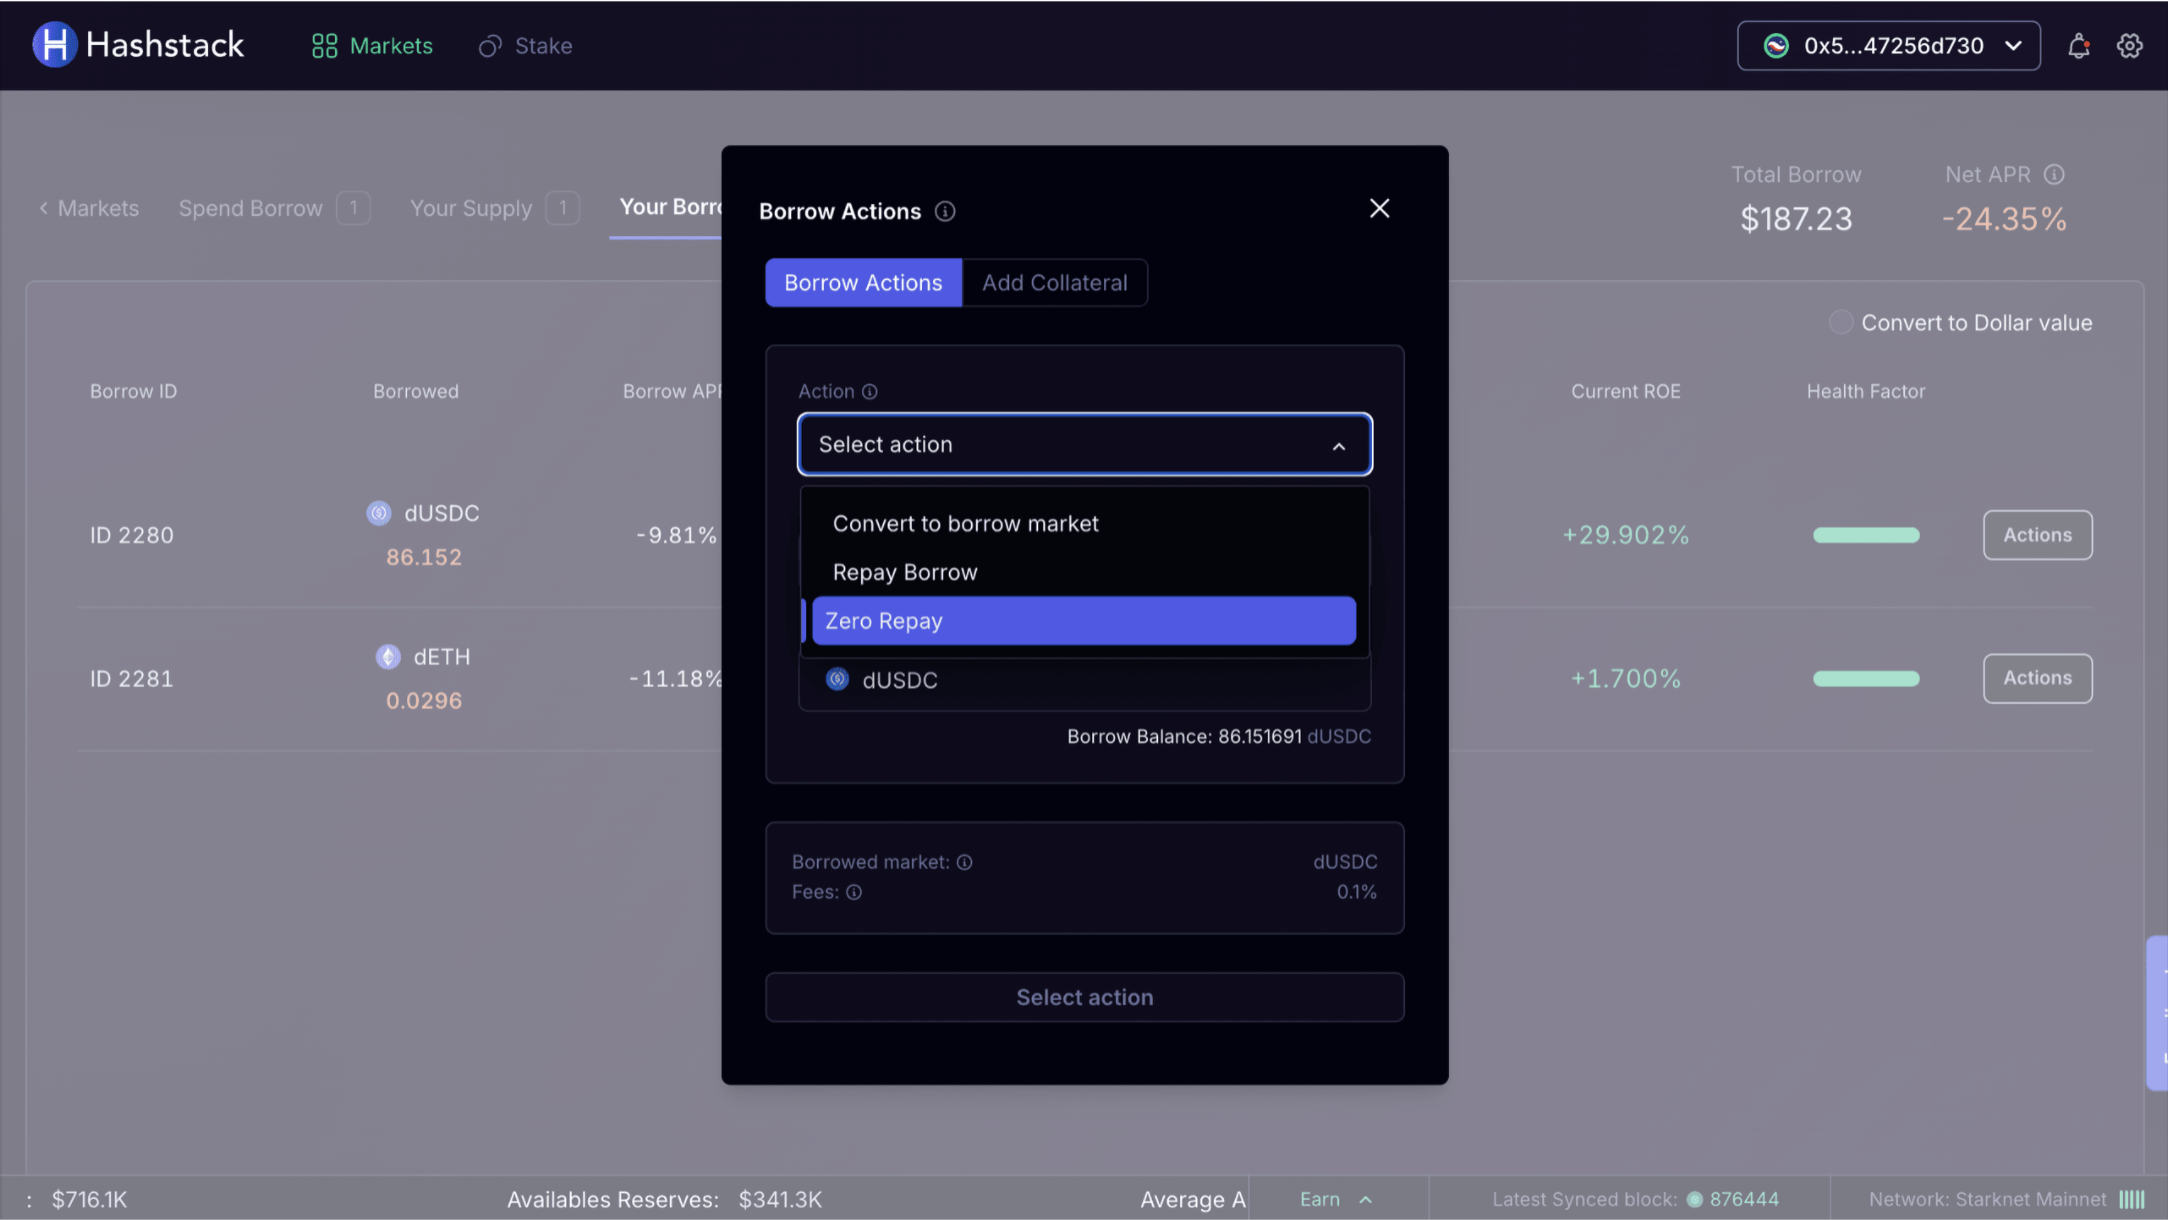 Hashstack
Markets
Stake
0x5...47256d730
Markets
Spend Borrow 1
Your Supply 1
Your Borr
Total Borrow
$187.23
Net APR
-24.35%
Borrow Actions
Borrow Actions
Add Collateral
Convert to Dollar value
Borrow ID
Borrowed
Borrow AP
Current ROE
Health Factor
Action
Select action
Convert to borrow market
Repay Borrow
Zero Repay
dUSDC
Borrow Balance: 86.151691 dUSDC
ID 2280
dUSDC
86.152
-9.81%
+29.902%
Actions
ID 2281
dETH
0.0296
-11.18%
+1.700%
Actions
Borrowed market: dUSDC
Fees: 0.1%
Select action
: $716.1K
Availables Reserves: $341.3K
Average A
Earn
Latest Synced block: 876444
Network: Starknet Mainnet